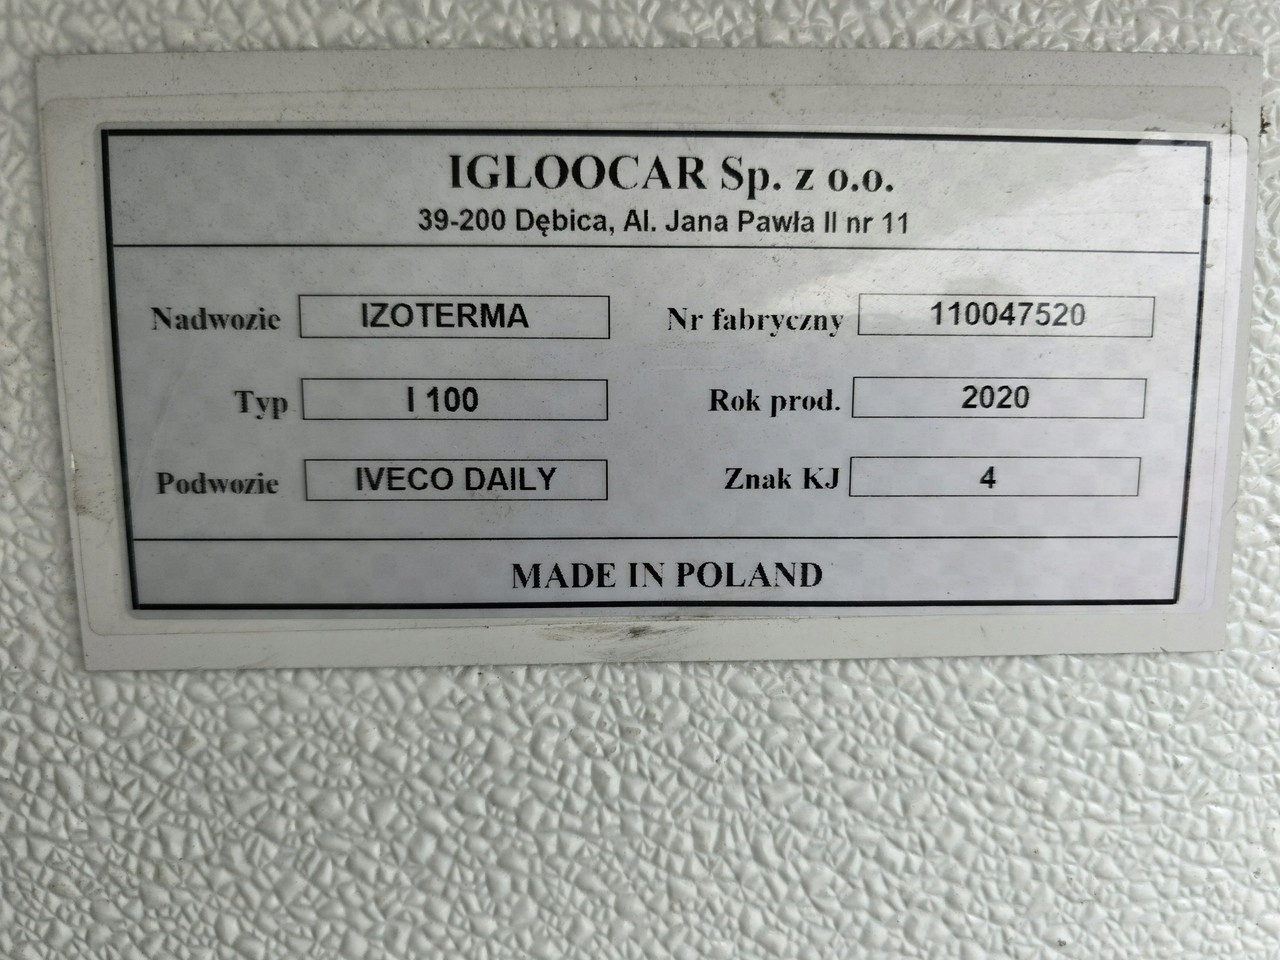 IGLOOCAR Sp. z o.o.
39-200 Dębica, Al. Jana Pawła II nr 11
Nadwozie IZOTERMA Nr fabryczny 110047520
Typ I 100 Rok prod. 2020
Podwozie IVECO DAILY Znak KJ 4
MADE IN POLAND